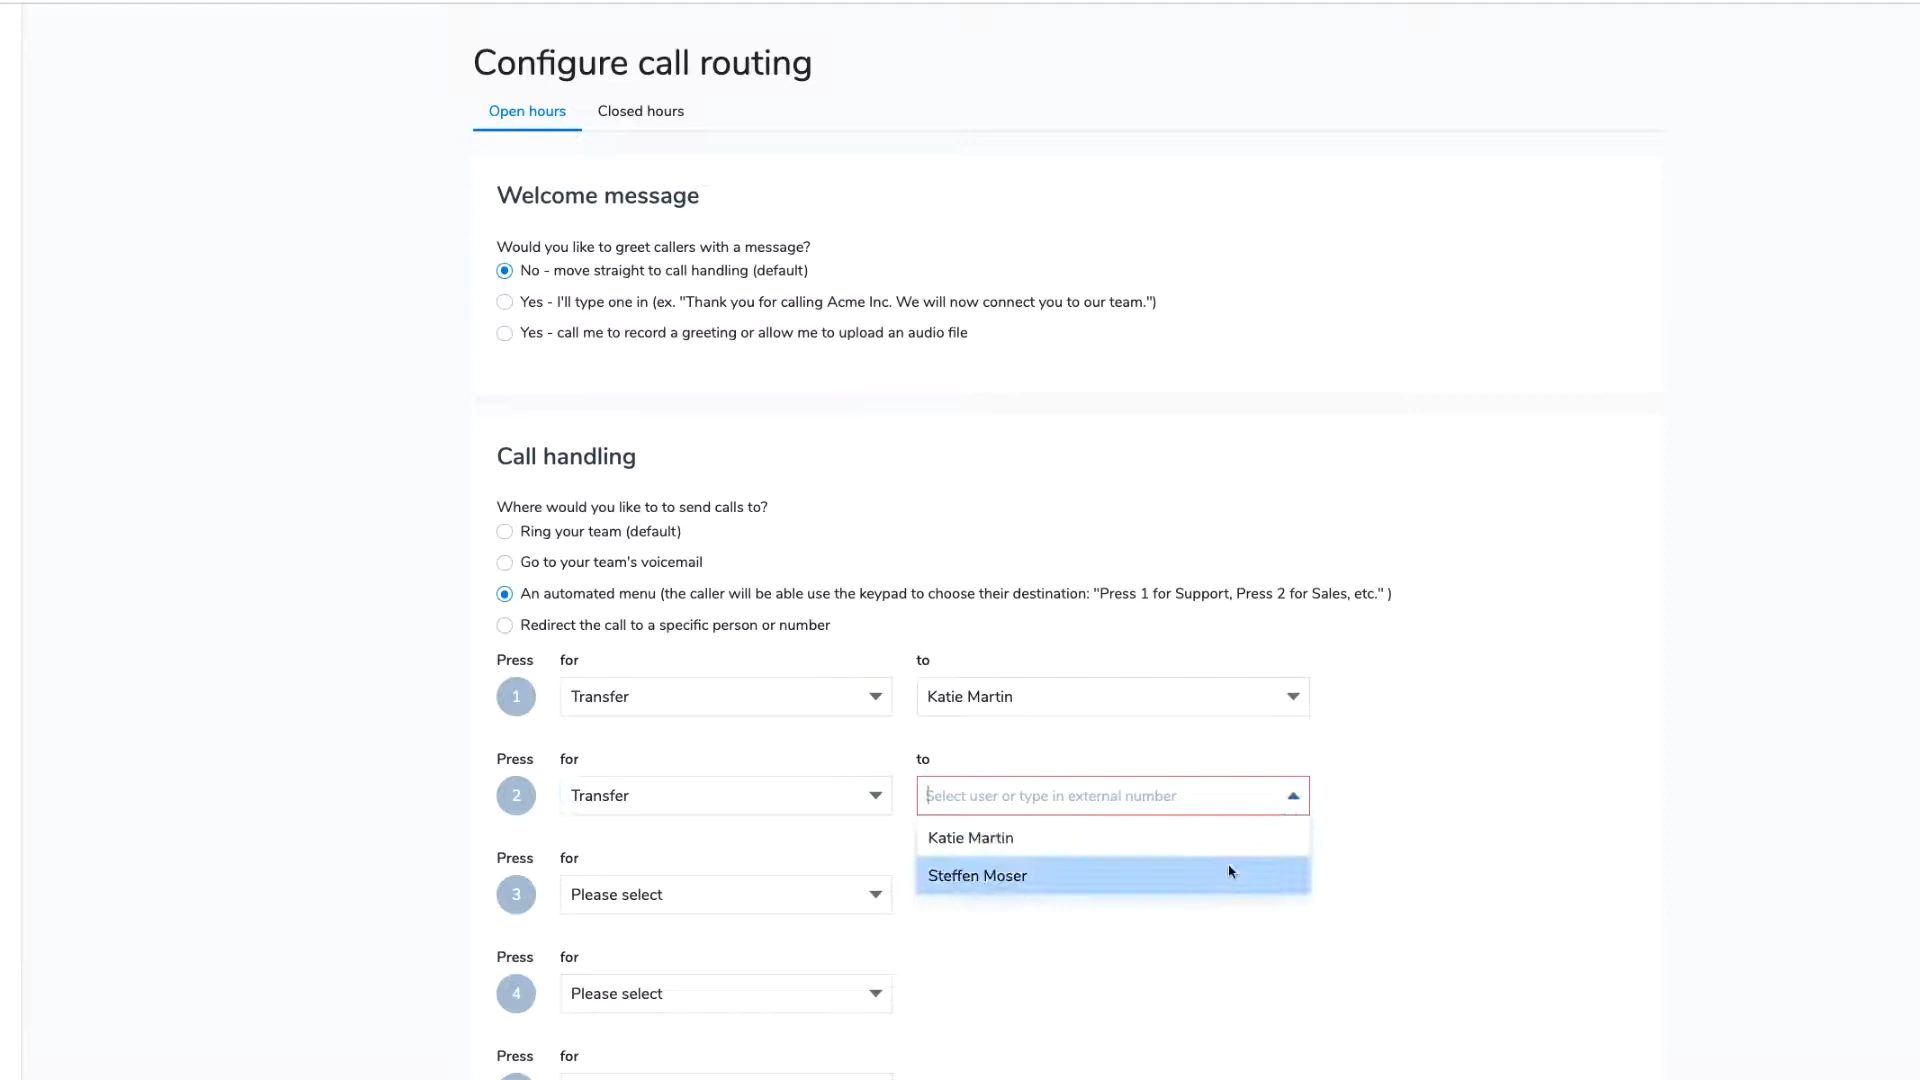 Configure call routing
Open hours Closed hours
Welcome message
Would you like to greet callers with a message?
No - move straight to call handling (default)
Yes - I'll type one in (ex. "Thank you for calling Acme Inc. We will now connect you to our team.")
Yes - call me to record a greeting or allow me to upload an audio file
Call handling
Where would you like to to send calls to?
Ring your team (default)
Go to your team's voicemail
An automated menu (the caller will be able use the keypad to choose their destination: "Press 1 for Support, Press 2 for Sales, etc." )
Redirect the call to a specific person or number
Press for to
1 Transfer Katie Martin
Press for to
2 Transfer Select user or type in external number
Katie Martin
Steffen Moser
Press for
3 Please select
Press for
4 Please select
Press for